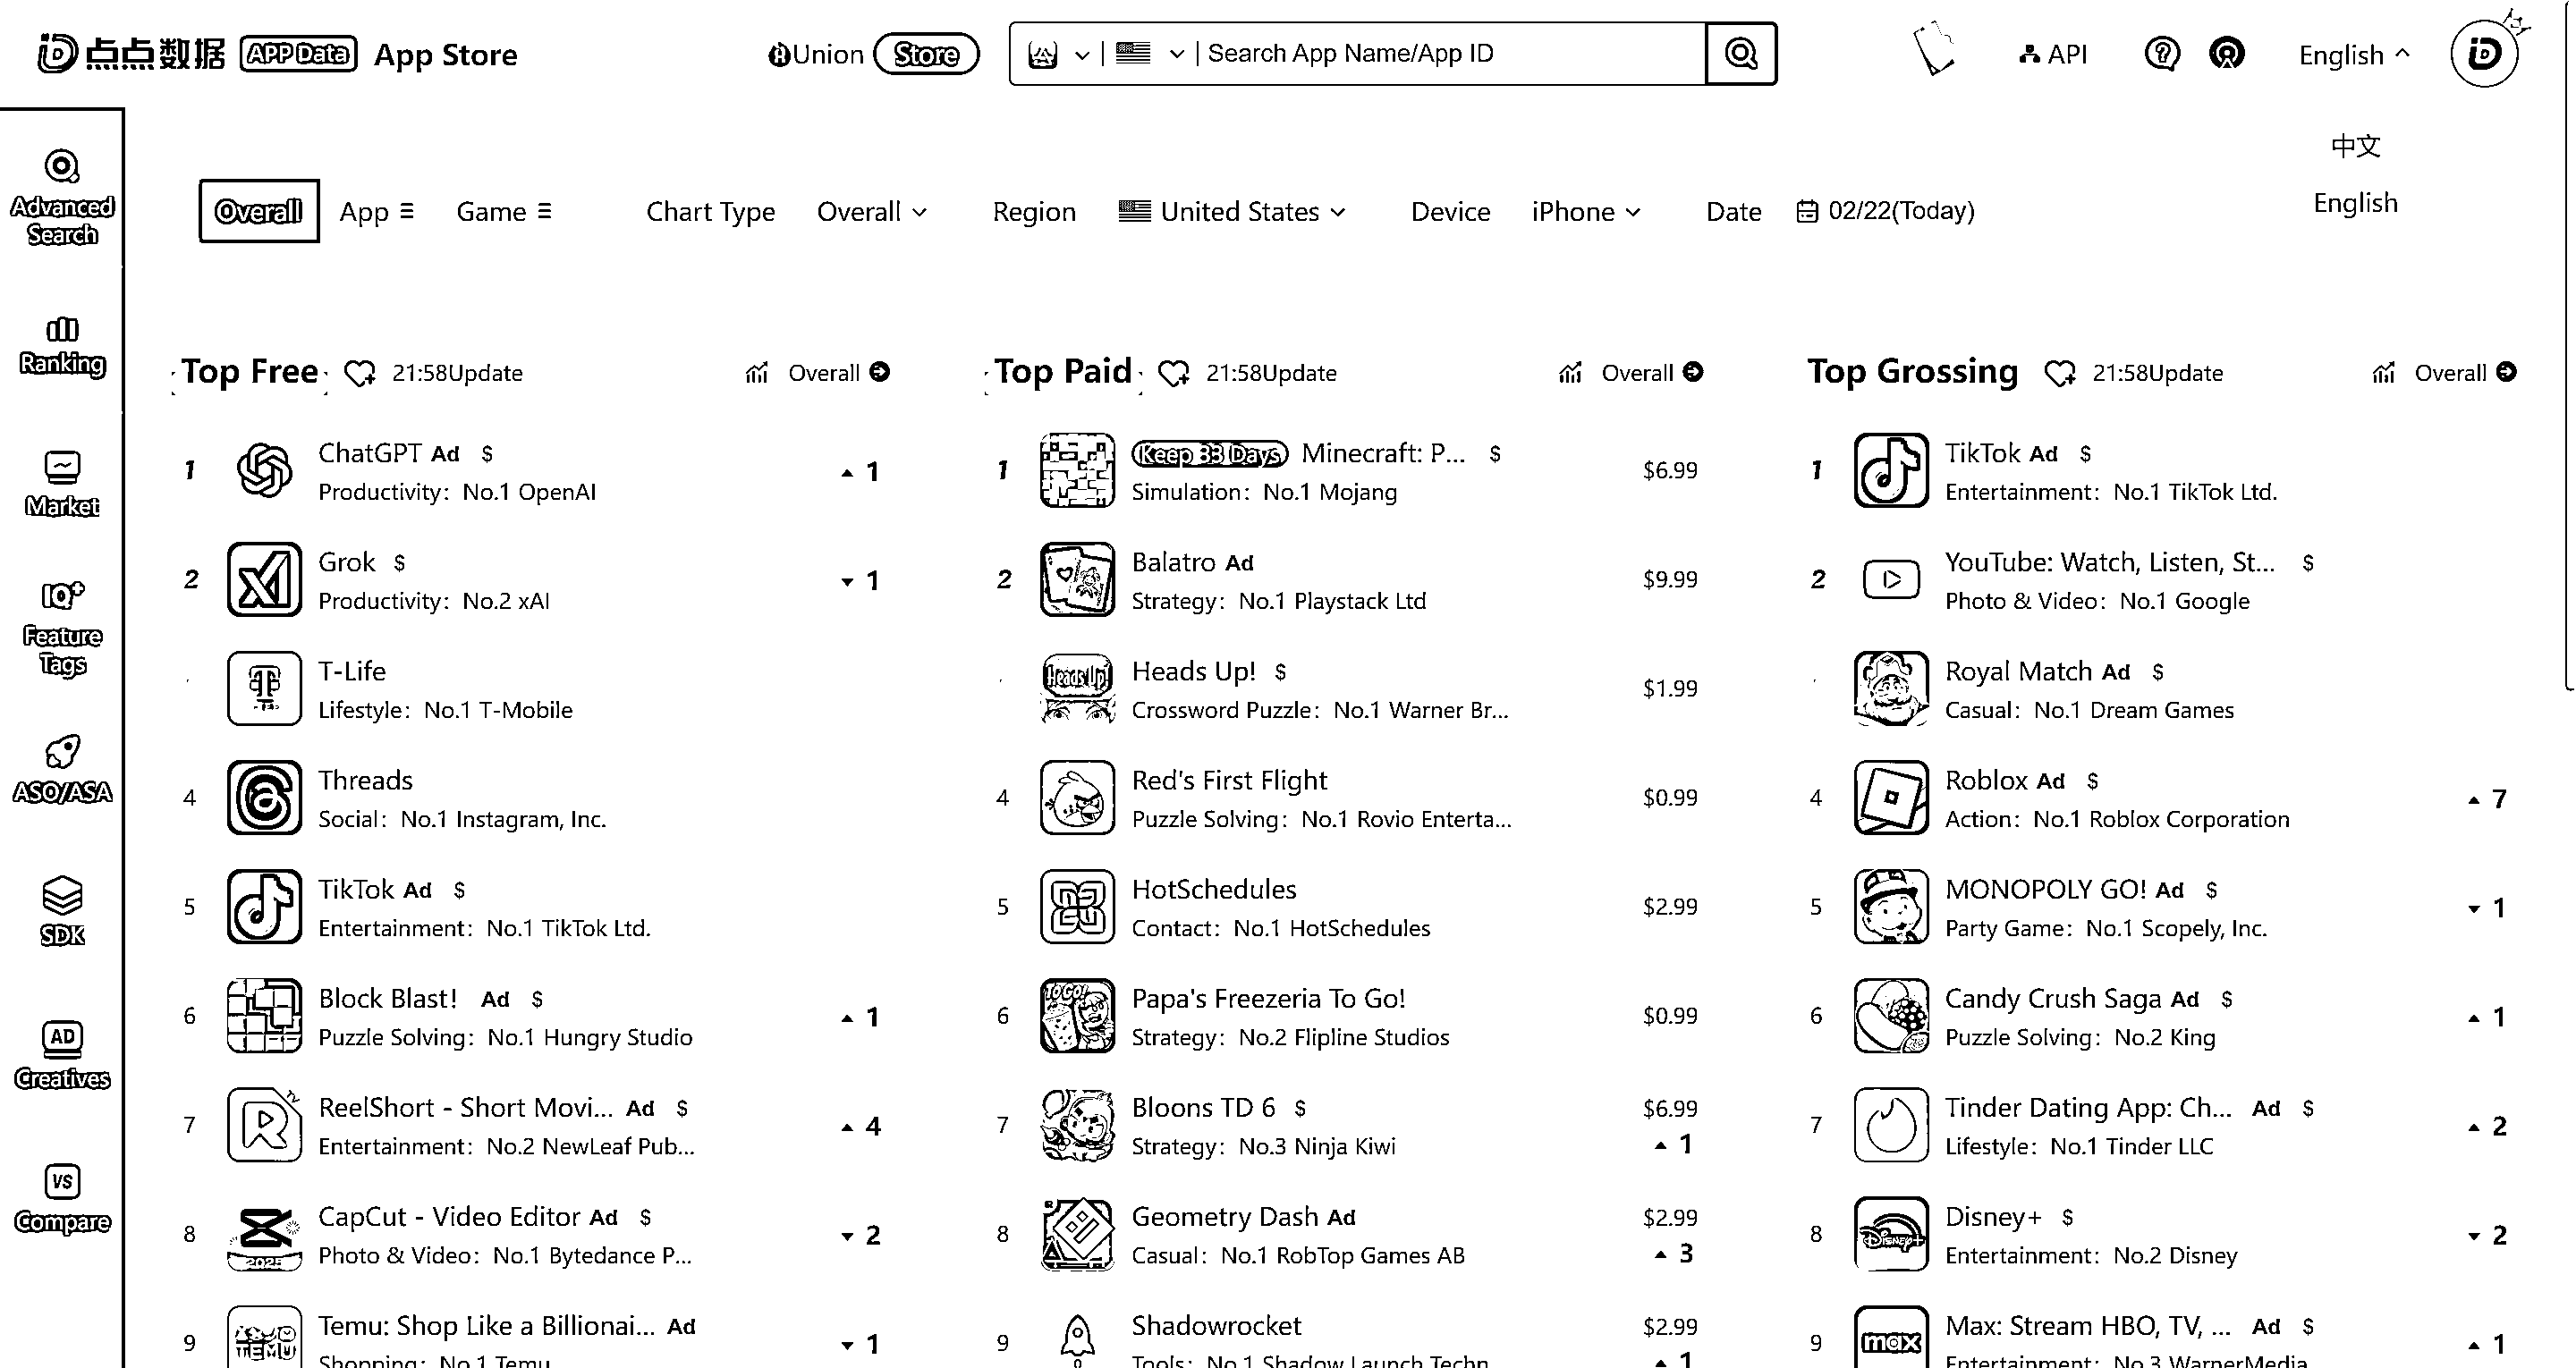 点点数据 APP Data App Store
Union Store
Search App Name/App ID
API
English
中文
English
Advanced Search
Ranking
Market
IQ+
Feature Tags
ASO/ASA
SDK
AD
Creatives
VS
Compare
Overall App Game Chart Type Overall Region United States Device iPhone Date 02/22(Today)
Top Free 21:58Update Overall
1 ChatGPT Ad $ 1
Productivity: No.1 OpenAI
2 Grok $ 1
Productivity: No.2 xAI
T-Life
Lifestyle: No.1 T-Mobile
4 Threads
Social: No.1 Instagram, Inc.
5 TikTok Ad $
Entertainment: No.1 TikTok Ltd.
6 Block Blast! Ad $ 1
Puzzle Solving: No.1 Hungry Studio
7 ReelShort - Short Movi... Ad $ 4
Entertainment: No.2 NewLeaf Pub...
8 CapCut - Video Editor Ad $ 2
Photo & Video: No.1 Bytedance P...
2025
9 Temu: Shop Like a Billionai... Ad 1
TEMU
Shopping: No.1 Temu
Top Paid 21:58Update Overall
1 Keep 33 Days Minecraft: P... $ $6.99
Simulation: No.1 Mojang
2 Balatro Ad $9.99
Strategy: No.1 Playstack Ltd
Heads Up! Heads Up! $ $1.99
Crossword Puzzle: No.1 Warner Br...
4 Red's First Flight $0.99
Puzzle Solving: No.1 Rovio Enterta...
5 HotSchedules $2.99
Contact: No.1 HotSchedules
6 TO GO! Papa's Freezeria To Go! $0.99
Strategy: No.2 Flipline Studios
7 Bloons TD 6 $ $6.99
Strategy: No.3 Ninja Kiwi 1
8 Geometry Dash Ad $2.99
Casual: No.1 RobTop Games AB 3
9 Shadowrocket $2.99
Tools: No.1 Shadow Launch Techn 1
Top Grossing 21:58Update Overall
1 TikTok Ad $
Entertainment: No.1 TikTok Ltd.
2 YouTube: Watch, Listen, St... $
Photo & Video: No.1 Google
Royal Match Ad $
Casual: No.1 Dream Games
4 Roblox Ad $ 7
Action: No.1 Roblox Corporation
5 MONOPOLY GO! Ad $ 1
Party Game: No.1 Scopely, Inc.
6 Candy Crush Saga Ad $ 1
Puzzle Solving: No.2 King
7 Tinder Dating App: Ch... Ad $ 2
Lifestyle: No.1 Tinder LLC
8 Disney+ Disney+ $ 2
Entertainment: No.2 Disney
9 max Max: Stream HBO, TV, ... Ad $ 1
Entertainment: No.3 WarnerMedia